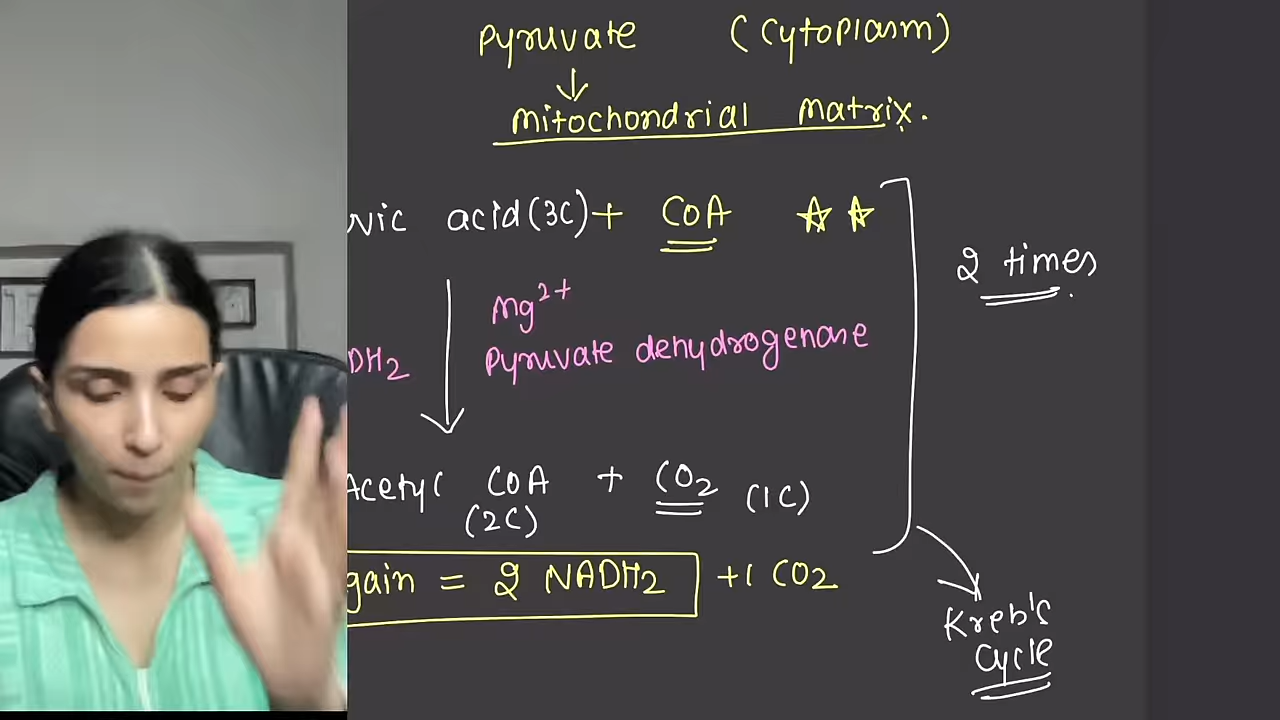 Pyruvate (Cytoplasm)
↓
Mitochondrial Matrix.
vic acid (3C) + CoA ☆ ☆
2 times
Mg2+
DH2 Pyruvate dehydrogenase
Acetyl CoA + CO2 (1C)
(2C)
gain = 2 NADH2 + 1 CO2
Kreb's
Cycle